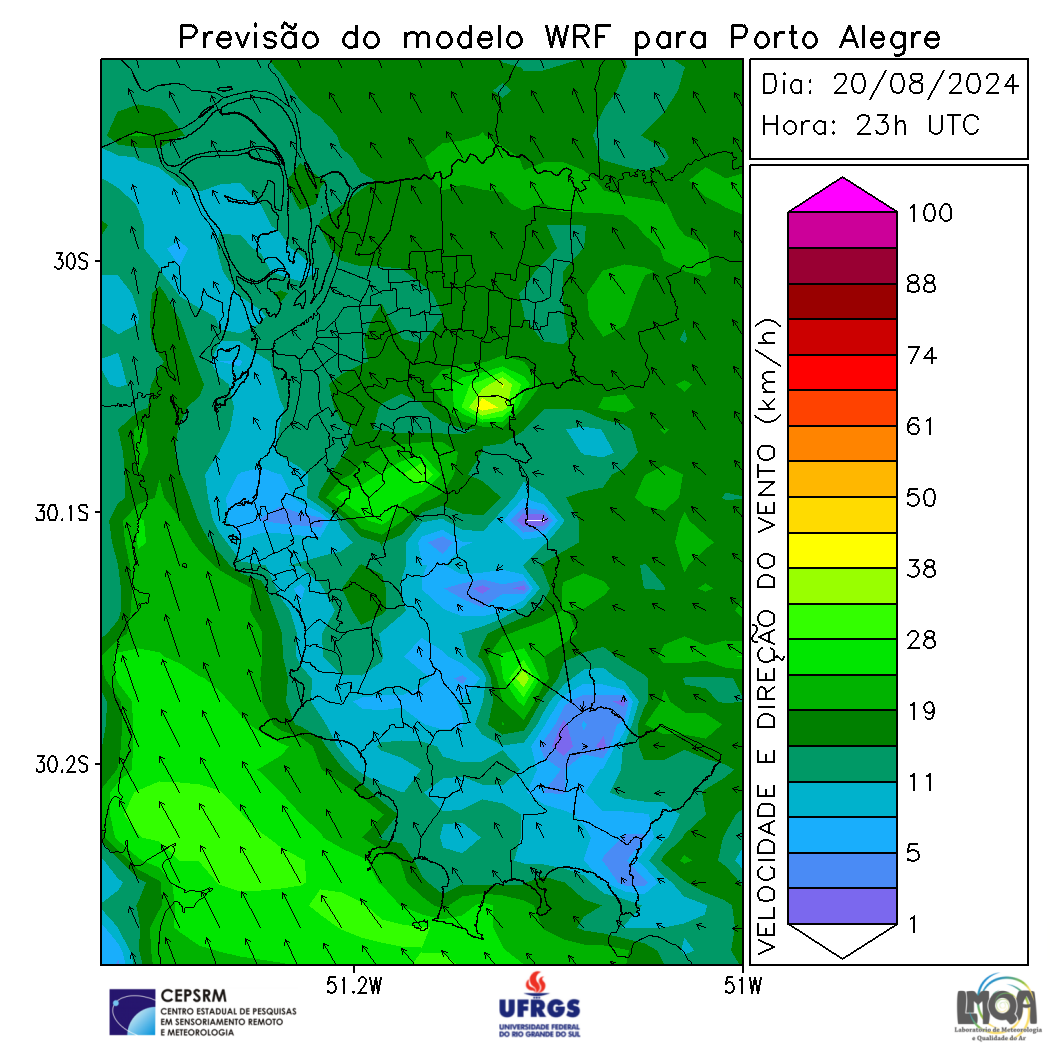 Previsão do modelo WRF para Porto Alegre
Dia: 20/08/2024
Hora: 23h UTC
30S
30.1S
30.2S
51.2W
51W
VELOCIDADE E DIREÇÃO DO VENTO (km/h)
100
88
74
61
50
38
28
19
11
5
1
CEPSRM
CENTRO ESTADUAL DE PESQUISAS
EM SENSORIAMENTO REMOTO
E METEOROLOGIA
UFRGS
UNIVERSIDADE FEDERAL
DO RIO GRANDE DO SUL
LMQA
Laboratório de Meteorologia
e Qualidade do Ar